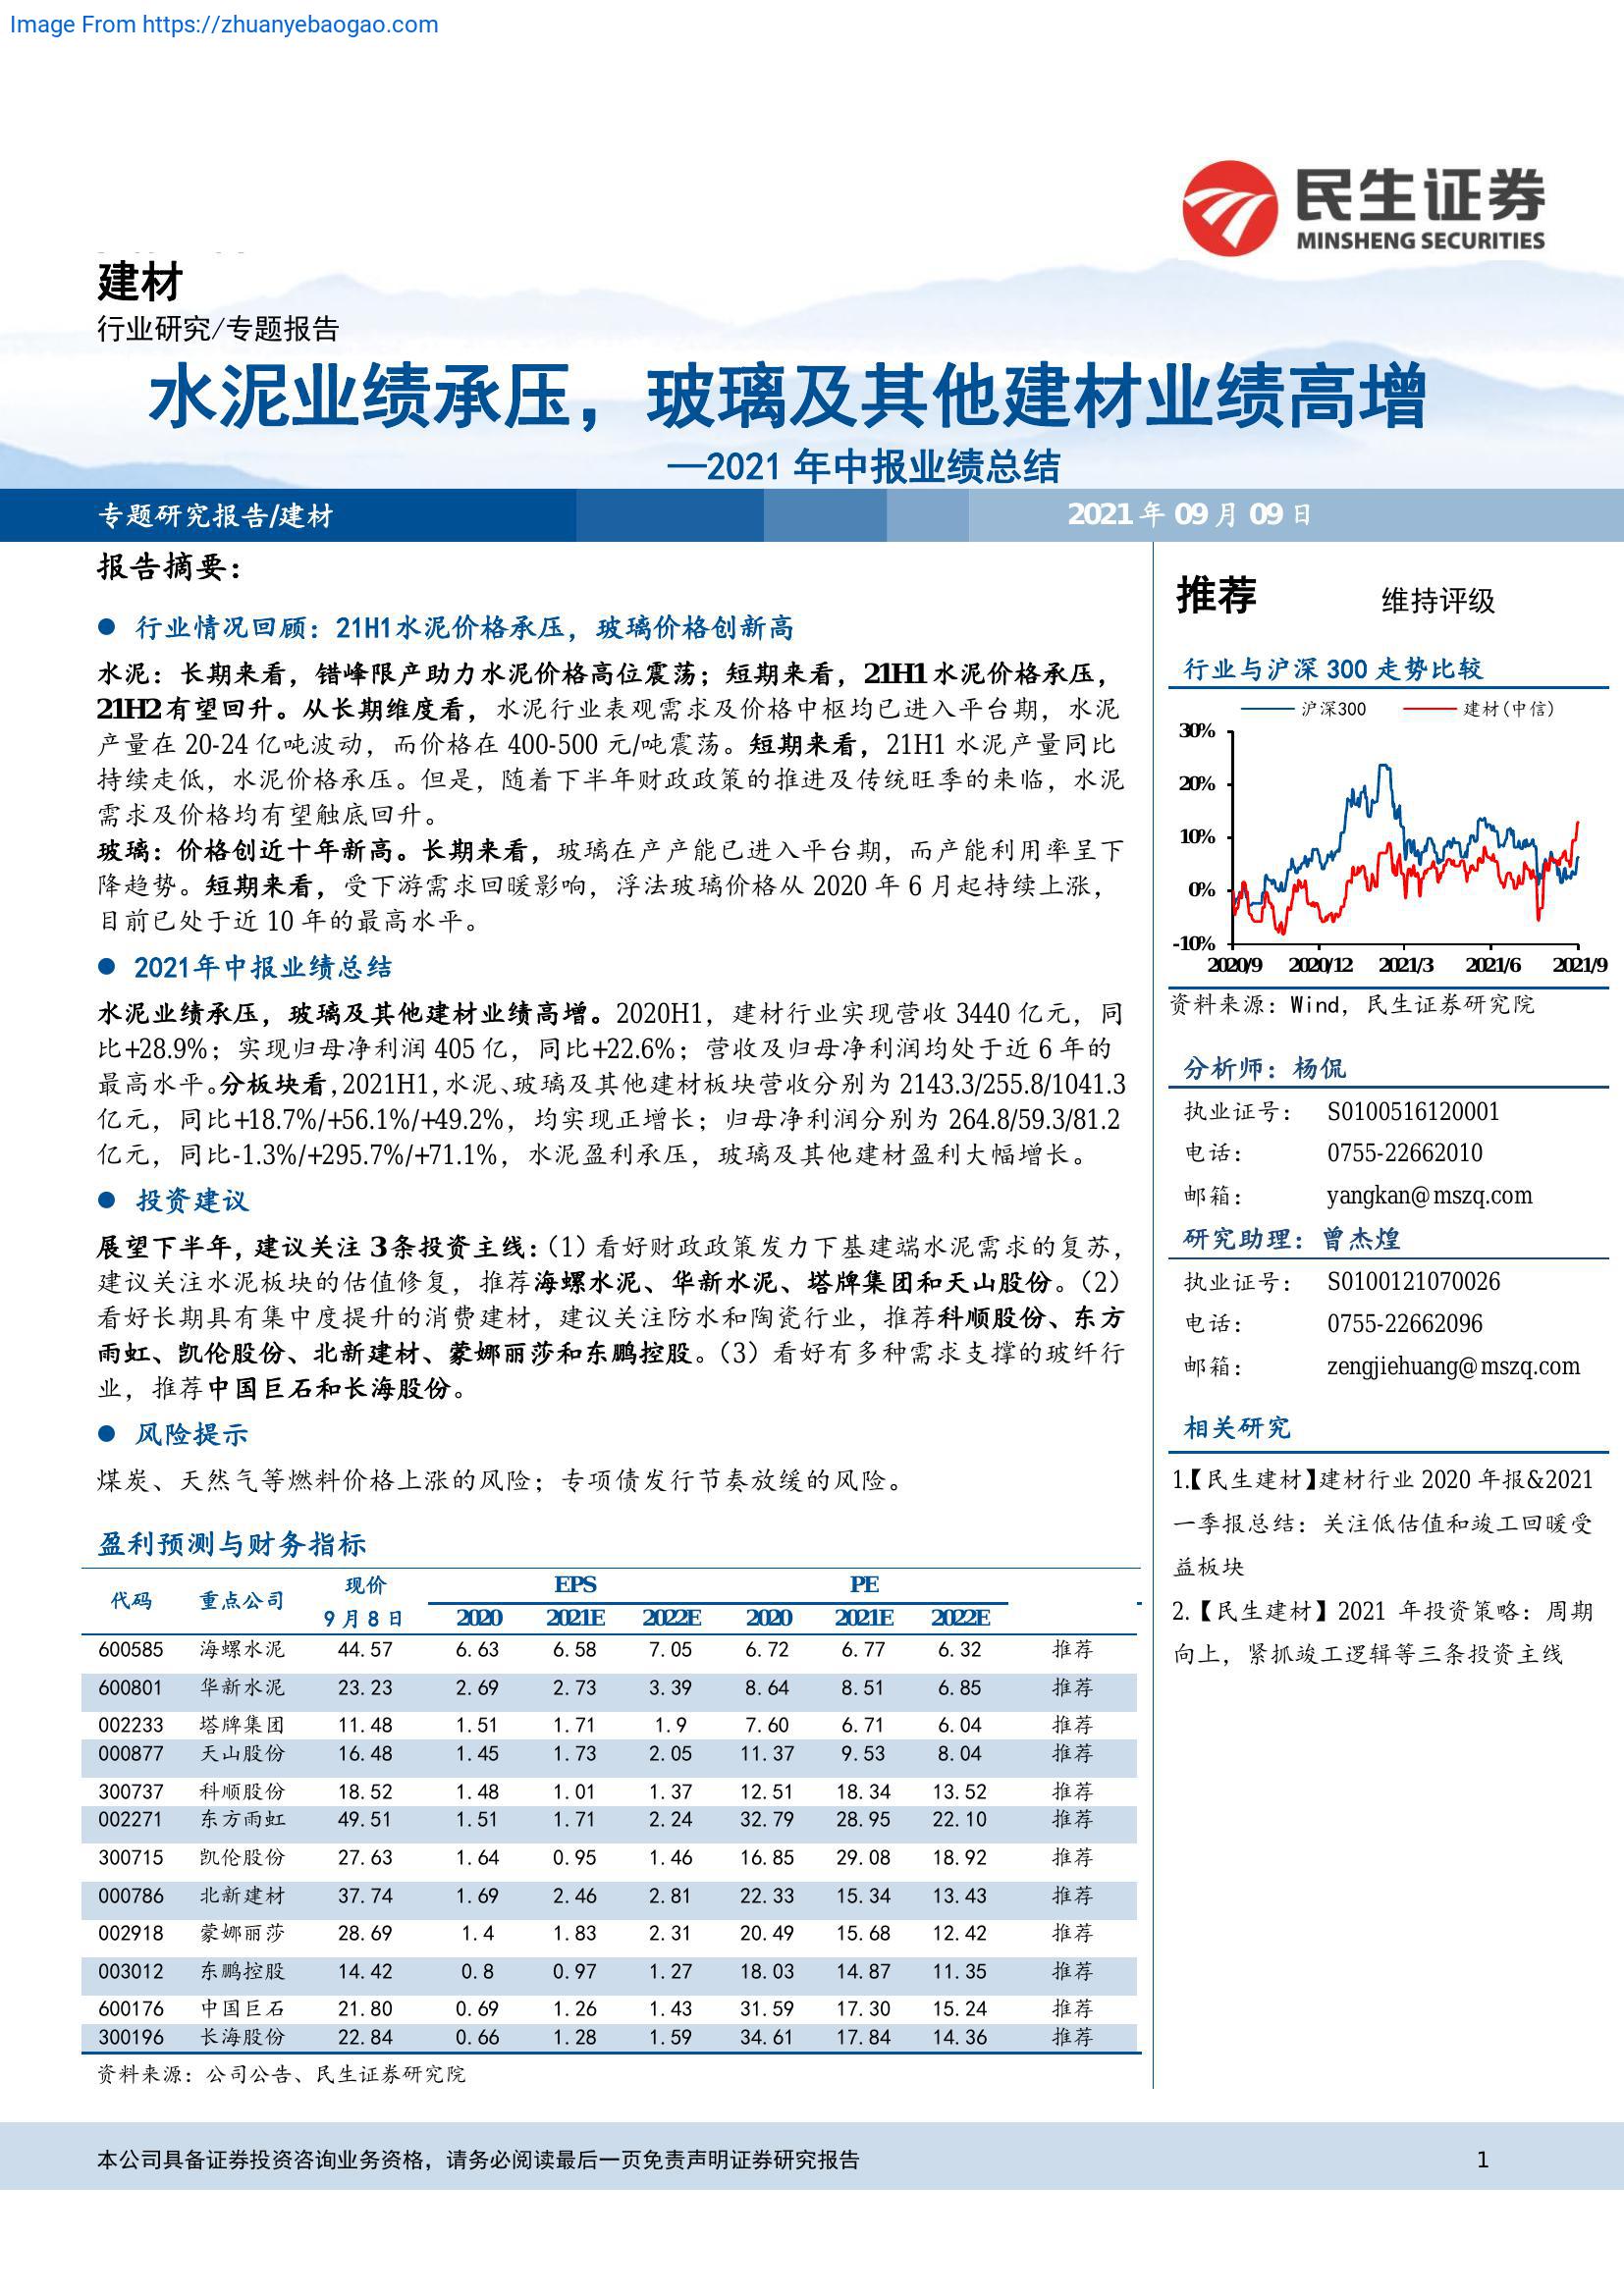 Image From https://zhuanyebaogao.com
民生证券
MINSHENG SECURITIES
建材
行业研究/专题报告
水泥业绩承压，玻璃及其他建材业绩高增
—2021 年中报业绩总结
专题研究报告/建材
2021 年 09 月 09 日
报告摘要：
● 行业情况回顾：21H1水泥价格承压，玻璃价格创新高
水泥：长期来看，错峰限产助力水泥价格高位震荡；短期来看，21H1 水泥价格承压，
21H2 有望回升。从长期维度看，水泥行业表观需求及价格中枢均已进入平台期，水泥
产量在 20-24 亿吨波动，而价格在 400-500 元/吨震荡。短期来看，21H1 水泥产量同比
持续走低，水泥价格承压。但是，随着下半年财政政策的推进及传统旺季的来临，水泥
需求及价格均有望触底回升。
玻璃：价格创近十年新高。长期来看，玻璃在产产能已进入平台期，而产能利用率呈下
降趋势。短期来看，受下游需求回暖影响，浮法玻璃价格从 2020 年 6 月起持续上涨，
目前已处于近 10 年的最高水平。
● 2021年中报业绩总结
水泥业绩承压，玻璃及其他建材业绩高增。2020H1，建材行业实现营收 3440 亿元，同
比+28.9%；实现归母净利润 405 亿，同比+22.6%；营收及归母净利润均处于近 6 年的
最高水平。分板块看，2021H1，水泥、玻璃及其他建材板块营收分别为 2143.3/255.8/1041.3
亿元，同比+18.7%/+56.1%/+49.2%，均实现正增长；归母净利润分别为 264.8/59.3/81.2
亿元，同比-1.3%/+295.7%/+71.1%，水泥盈利承压，玻璃及其他建材盈利大幅增长。
● 投资建议
展望下半年，建议关注 3 条投资主线：（1）看好财政政策发力下基建端水泥需求的复苏，
建议关注水泥板块的估值修复，推荐海螺水泥、华新水泥、塔牌集团和天山股份。（2）
看好长期具有集中度提升的消费建材，建议关注防水和陶瓷行业，推荐科顺股份、东方
雨虹、凯伦股份、北新建材、蒙娜丽莎和东鹏控股。（3）看好有多种需求支撑的玻纤行
业，推荐中国巨石和长海股份。
● 风险提示
煤炭、天然气等燃料价格上涨的风险；专项债发行节奏放缓的风险。
盈利预测与财务指标
代码 重点公司 现价 EPS PE
9 月 8 日 2020 2021E 2022E 2020 2021E 2022E
600585 海螺水泥 44.57 6.63 6.58 7.05 6.72 6.77 6.32 推荐
600801 华新水泥 23.23 2.69 2.73 3.39 8.64 8.51 6.85 推荐
002233 塔牌集团 11.48 1.51 1.71 1.9 7.60 6.71 6.04 推荐
000877 天山股份 16.48 1.45 1.73 2.05 11.37 9.53 8.04 推荐
300737 科顺股份 18.52 1.48 1.01 1.37 12.51 18.34 13.52 推荐
002271 东方雨虹 49.51 1.51 1.71 2.24 32.79 28.95 22.10 推荐
300715 凯伦股份 27.63 1.64 0.95 1.46 16.85 29.08 18.92 推荐
000786 北新建材 37.74 1.69 2.46 2.81 22.33 15.34 13.43 推荐
002918 蒙娜丽莎 28.69 1.4 1.83 2.31 20.49 15.68 12.42 推荐
003012 东鹏控股 14.42 0.8 0.97 1.27 18.03 14.87 11.35 推荐
600176 中国巨石 21.80 0.69 1.26 1.43 31.59 17.30 15.24 推荐
300196 长海股份 22.84 0.66 1.28 1.59 34.61 17.84 14.36 推荐
资料来源：公司公告、民生证券研究院
推荐 维持评级
行业与沪深 300 走势比较
沪深300 建材(中信)
30%
20%
10%
0%
-10%
2020/9 2020/12 2021/3 2021/6 2021/9
资料来源：Wind，民生证券研究院
分析师：杨侃
执业证号： S0100516120001
电话： 0755-22662010
邮箱： yangkan@mszq.com
研究助理：曾杰煌
执业证号： S0100121070026
电话： 0755-22662096
邮箱： zengjiehuang@mszq.com
相关研究
1.【民生建材】建材行业 2020 年报&2021
一季报总结：关注低估值和竣工回暖受
益板块
2.【民生建材】2021 年投资策略：周期
向上，紧抓竣工逻辑等三条投资主线
本公司具备证券投资咨询业务资格，请务必阅读最后一页免责声明证券研究报告 1